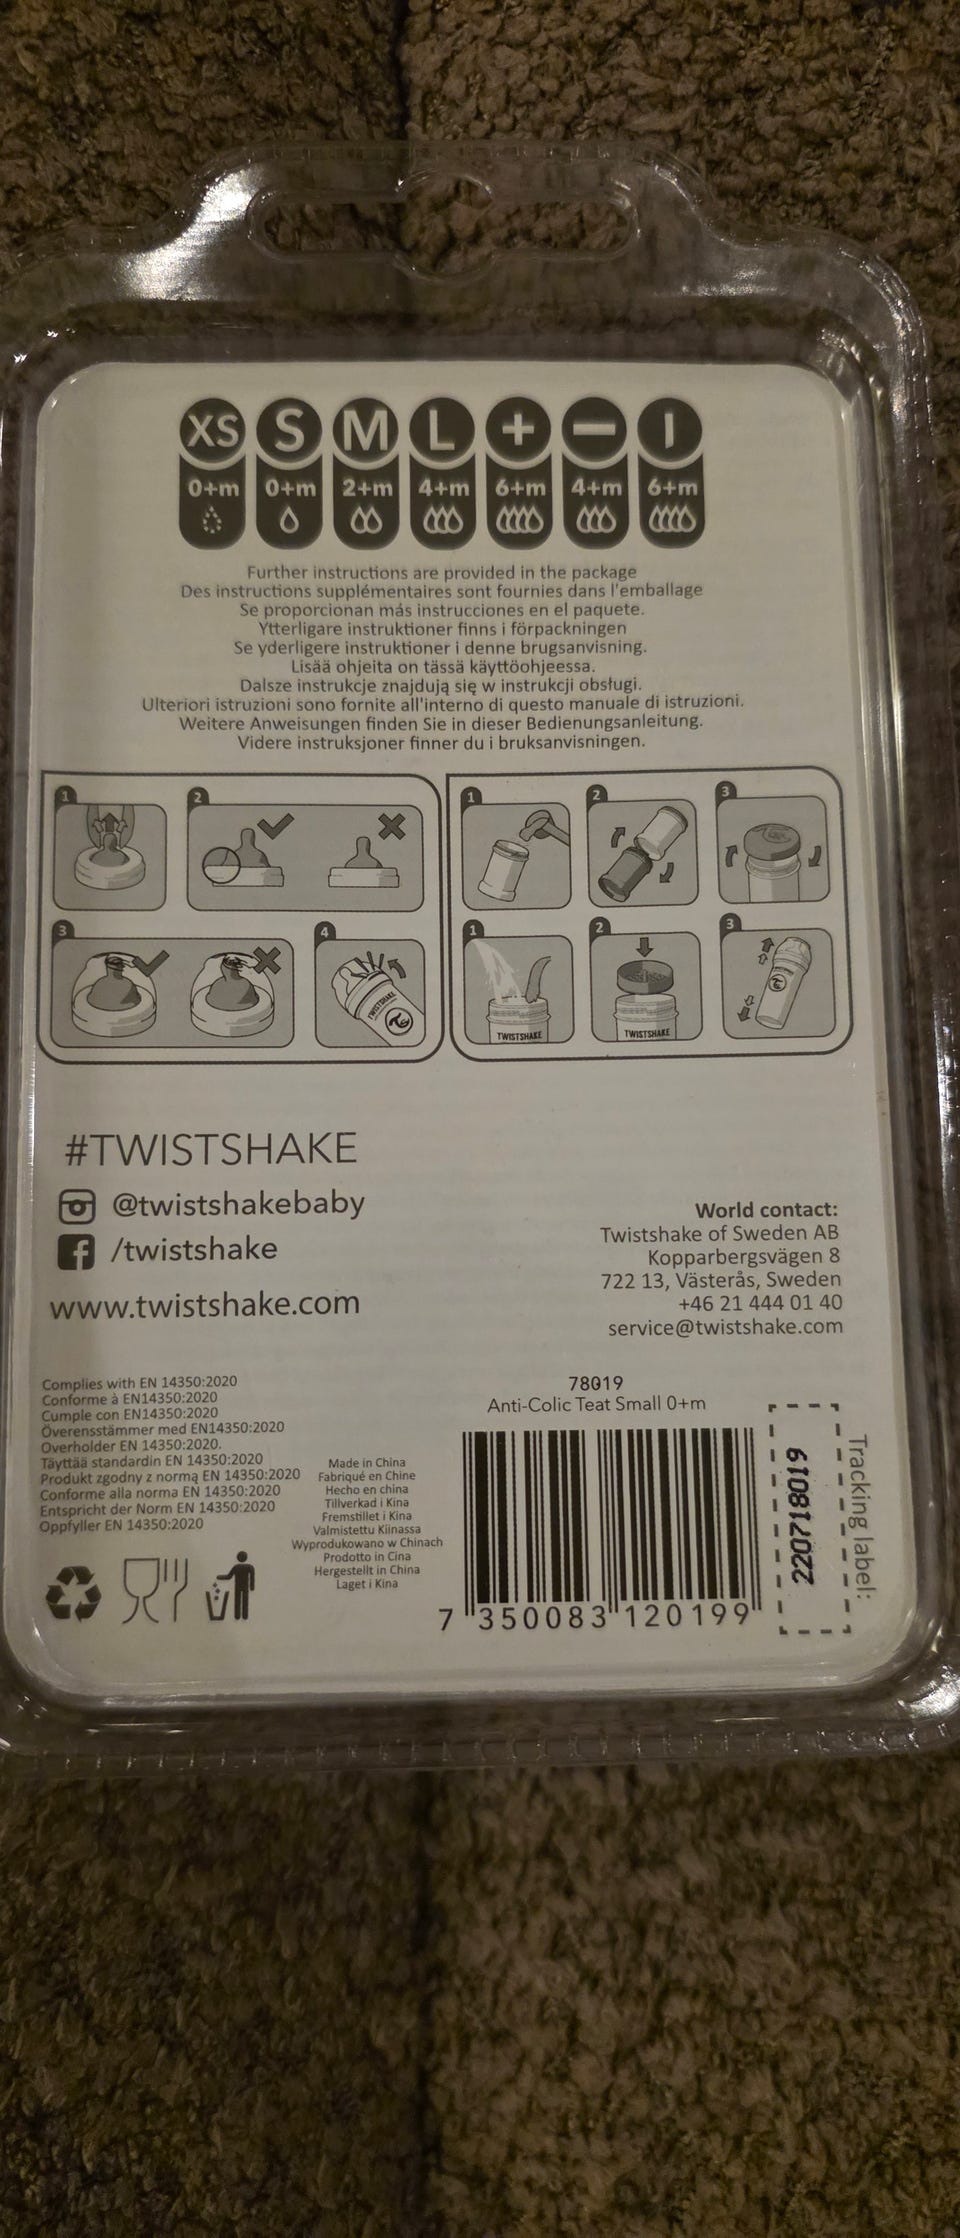 XS S M L + − I
0+m 0+m 2+m 4+m 6+m 4+m 6+m
Further instructions are provided in the package
Des instructions supplémentaires sont fournies dans l'emballage
Se proporcionan más instrucciones en el paquete.
Ytterligare instruktioner finns i förpackningen
Se yderligere instruktioner i denne brugsanvisning.
Lisää ohjeita on tässä käyttöohjeessa.
Dalsze instrukcje znajdują się w instrukcji obsługi.
Ulteriori istruzioni sono fornite all'interno di questo manuale di istruzioni.
Weitere Anweisungen finden Sie in dieser Bedienungsanleitung.
Videre instruksjoner finner du i bruksanvisningen.
1
2
3
4
TWISTSHAKE
1
2
3
1
2
3
TWISTSHAKE
TWISTSHAKE
#TWISTSHAKE
@twistshakebaby
/twistshake
www.twistshake.com
World contact:
Twistshake of Sweden AB
Kopparbergsvägen 8
722 13, Västerås, Sweden
+46 21 444 01 40
service@twistshake.com
Complies with EN 14350:2020
Conforme à EN14350:2020
Cumple con EN14350:2020
Överensstämmer med EN14350:2020
Overholder EN 14350:2020.
Täyttää standardin EN 14350:2020
Produkt zgodny z normą EN 14350:2020
Conforme alla norma EN 14350:2020
Entspricht der Norm EN 14350:2020
Oppfyller EN 14350:2020
Made in China
Fabriqué en Chine
Hecho en china
Tillverkad i Kina
Fremstillet i Kina
Valmistettu Kiinassa
Wyprodukowano w Chinach
Prodotto in Cina
Hergestellt in China
Laget i Kina
78019
Anti-Colic Teat Small 0+m
7 350083 120199
Tracking label:
220718019